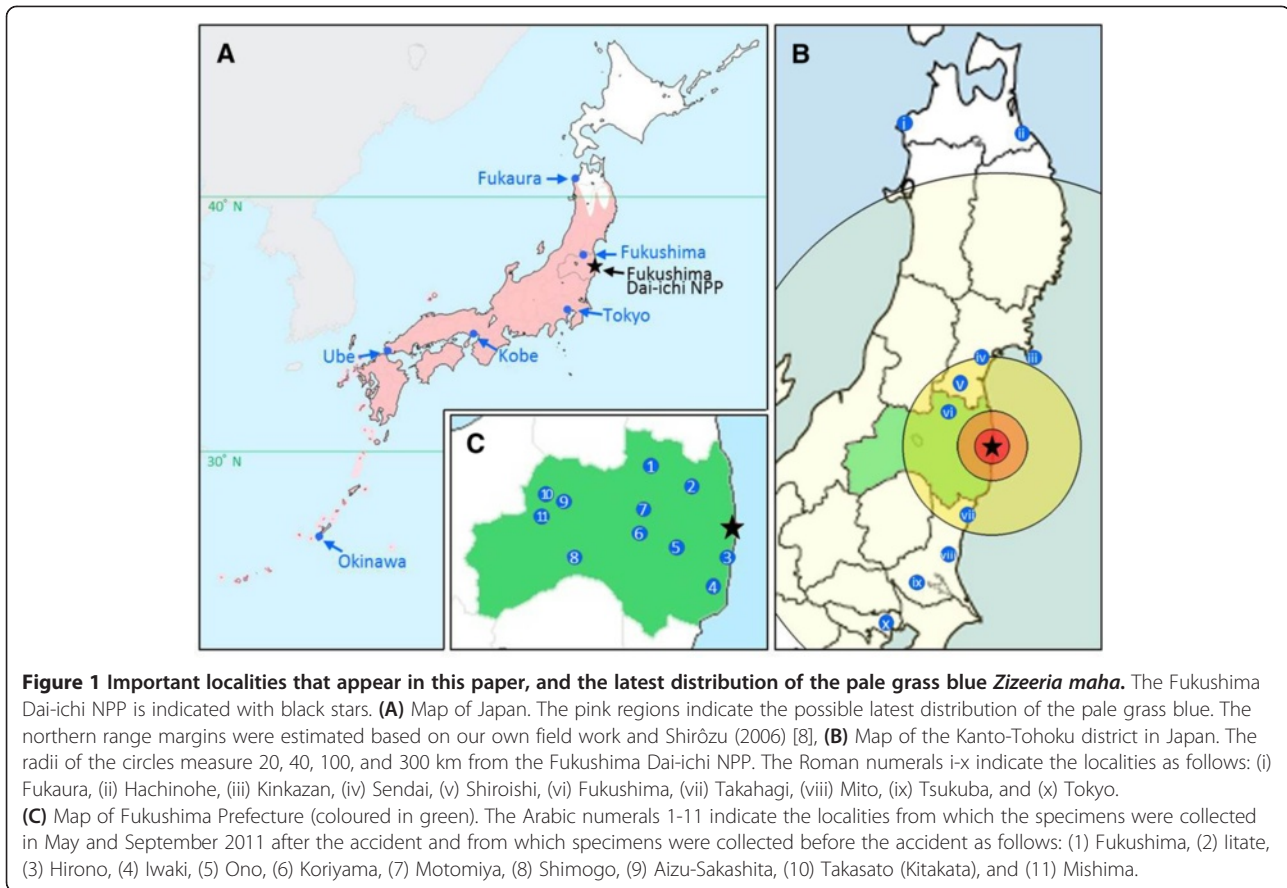 A
Fukaura
40° N
Fukushima
Fukushima
Dai-ichi NPP
Tokyo
Kobe
Ube
30° N
Okinawa
B
i
ii
iv
iii
v
vi
vii
vii
ix
x
C
1
2
10
9
11
7
6
5
8
3
4
Figure 1 Important localities that appear in this paper, and the latest distribution of the pale grass blue Zizeeria maha. The Fukushima
Dai-ichi NPP is indicated with black stars. (A) Map of Japan. The pink regions indicate the possible latest distribution of the pale grass blue. The
northern range margins were estimated based on our own field work and Shirôzu (2006) [8], (B) Map of the Kanto-Tohoku district in Japan. The
radii of the circles measure 20, 40, 100, and 300 km from the Fukushima Dai-ichi NPP. The Roman numerals i-x indicate the localities as follows: (i)
Fukaura, (ii) Hachinohe, (iii) Kinkazan, (iv) Sendai, (v) Shiroishi, (vi) Fukushima, (vii) Takahagi, (viii) Mito, (ix) Tsukuba, and (x) Tokyo.
(C) Map of Fukushima Prefecture (coloured in green). The Arabic numerals 1-11 indicate the localities from which the specimens were collected
in May and September 2011 after the accident and from which specimens were collected before the accident as follows: (1) Fukushima, (2) Iitate,
(3) Hirono, (4) Iwaki, (5) Ono, (6) Koriyama, (7) Motomiya, (8) Shimogo, (9) Aizu-Sakashita, (10) Takasato (Kitakata), and (11) Mishima.